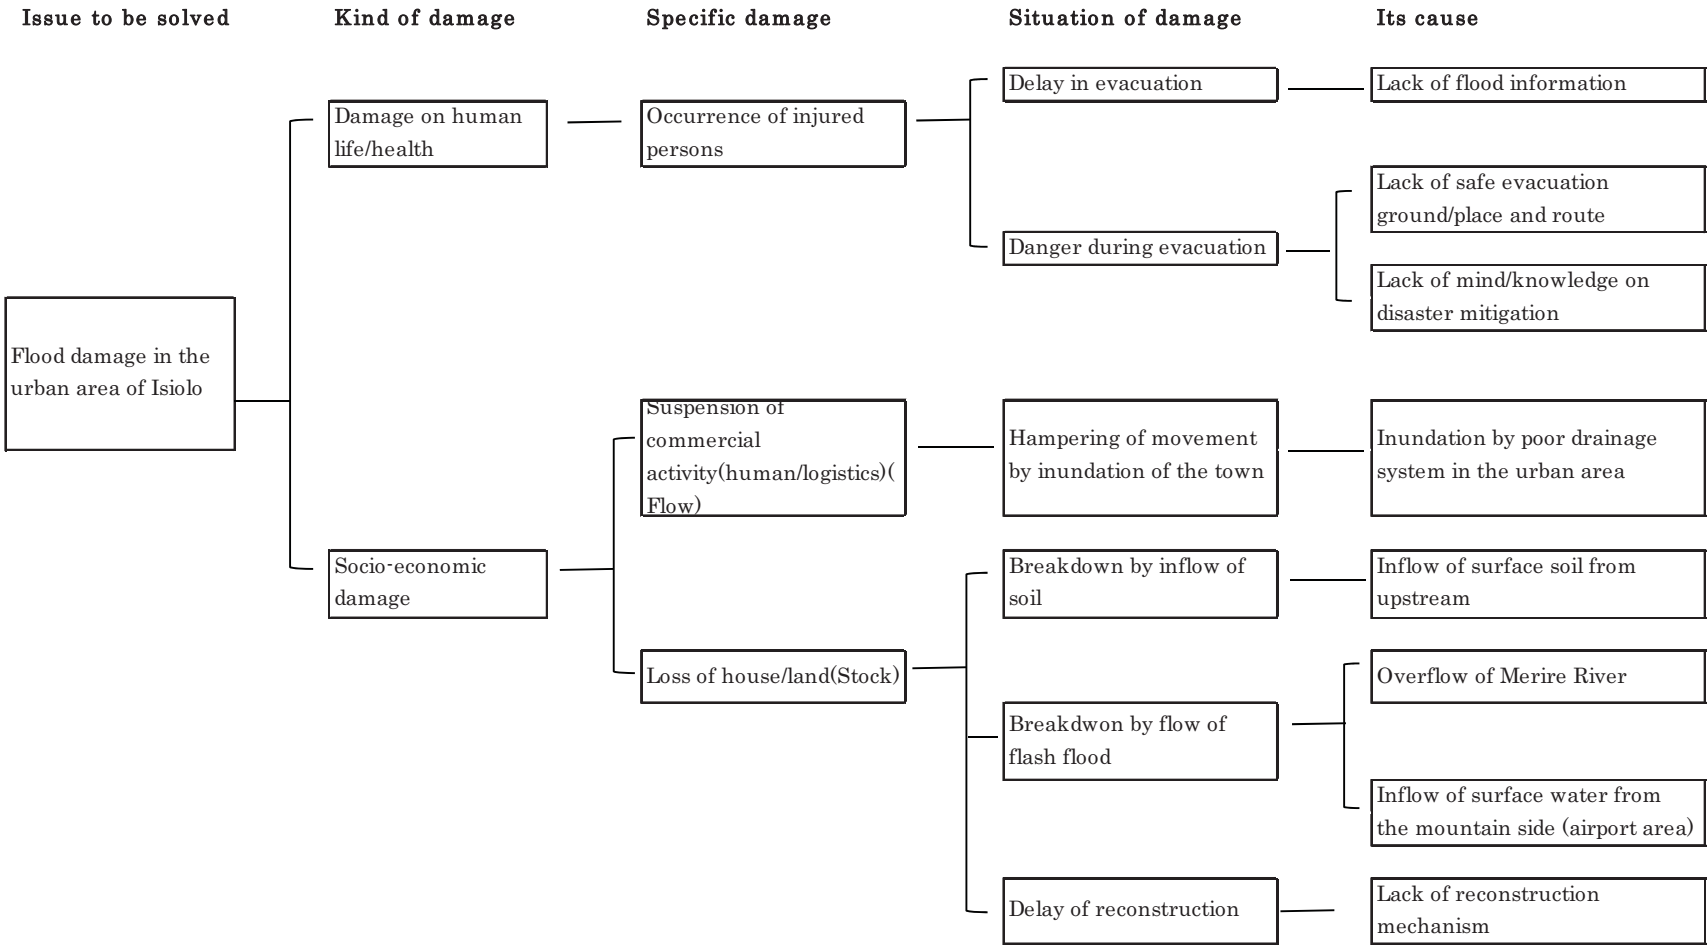 Issue to be solved
Kind of damage
Specific damage
Situation of damage
Its cause
Flood damage in the
urban area of Isiolo
Damage on human
life/health
Occurrence of injured
persons
Delay in evacuation
Lack of flood information
Danger during evacuation
Lack of safe evacuation
ground/place and route
Lack of mind/knowledge on
disaster mitigation
Socio-economic
damage
Suspension of
commercial
activity(human/logistics)(
Flow)
Hampering of movement
by inundation of the town
Inundation by poor drainage
system in the urban area
Loss of house/land(Stock)
Breakdown by inflow of
soil
Inflow of surface soil from
upstream
Breakdwon by flow of
flash flood
Overflow of Merire River
Inflow of surface water from
the mountain side (airport area)
Delay of reconstruction
Lack of reconstruction
mechanism